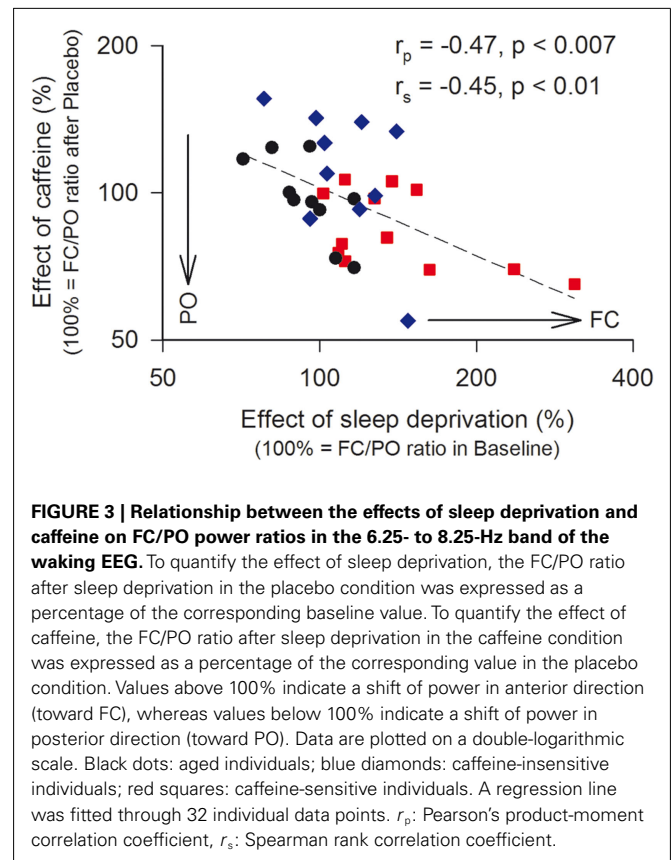 200
r_p = -0.47, p < 0.007
r_s = -0.45, p < 0.01
Effect of caffeine (%)
(100% = FC/PO ratio after Placebo)
100
PO
FC
50
50
100
200
400
Effect of sleep deprivation (%)
(100% = FC/PO ratio in Baseline)
FIGURE 3 | Relationship between the effects of sleep deprivation and
caffeine on FC/PO power ratios in the 6.25- to 8.25-Hz band of the
waking EEG. To quantify the effect of sleep deprivation, the FC/PO ratio
after sleep deprivation in the placebo condition was expressed as a
percentage of the corresponding baseline value. To quantify the effect of
caffeine, the FC/PO ratio after sleep deprivation in the caffeine condition
was expressed as a percentage of the corresponding value in the placebo
condition. Values above 100% indicate a shift of power in anterior direction
(toward FC), whereas values below 100% indicate a shift of power in
posterior direction (toward PO). Data are plotted on a double-logarithmic
scale. Black dots: aged individuals; blue diamonds: caffeine-insensitive
individuals; red squares: caffeine-sensitive individuals. A regression line
was fitted through 32 individual data points. r_p: Pearson's product-moment
correlation coefficient, r_s: Spearman rank correlation coefficient.